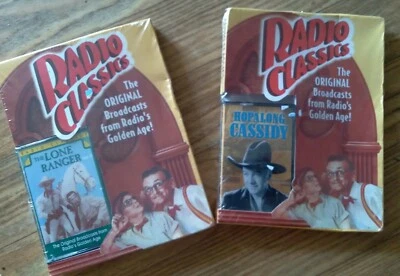 RADIO
CLASSICS
The
ORIGINAL
Broadcasts
from Radio's
Golden Age!
THE LONE
RANGER
The Original Broadcasts from
Radio's Golden Age
RADIO
CLASSICS
The
ORIGINAL
Broadcasts
from Radio's
Golden Age!
HOPALONG
CASSIDY